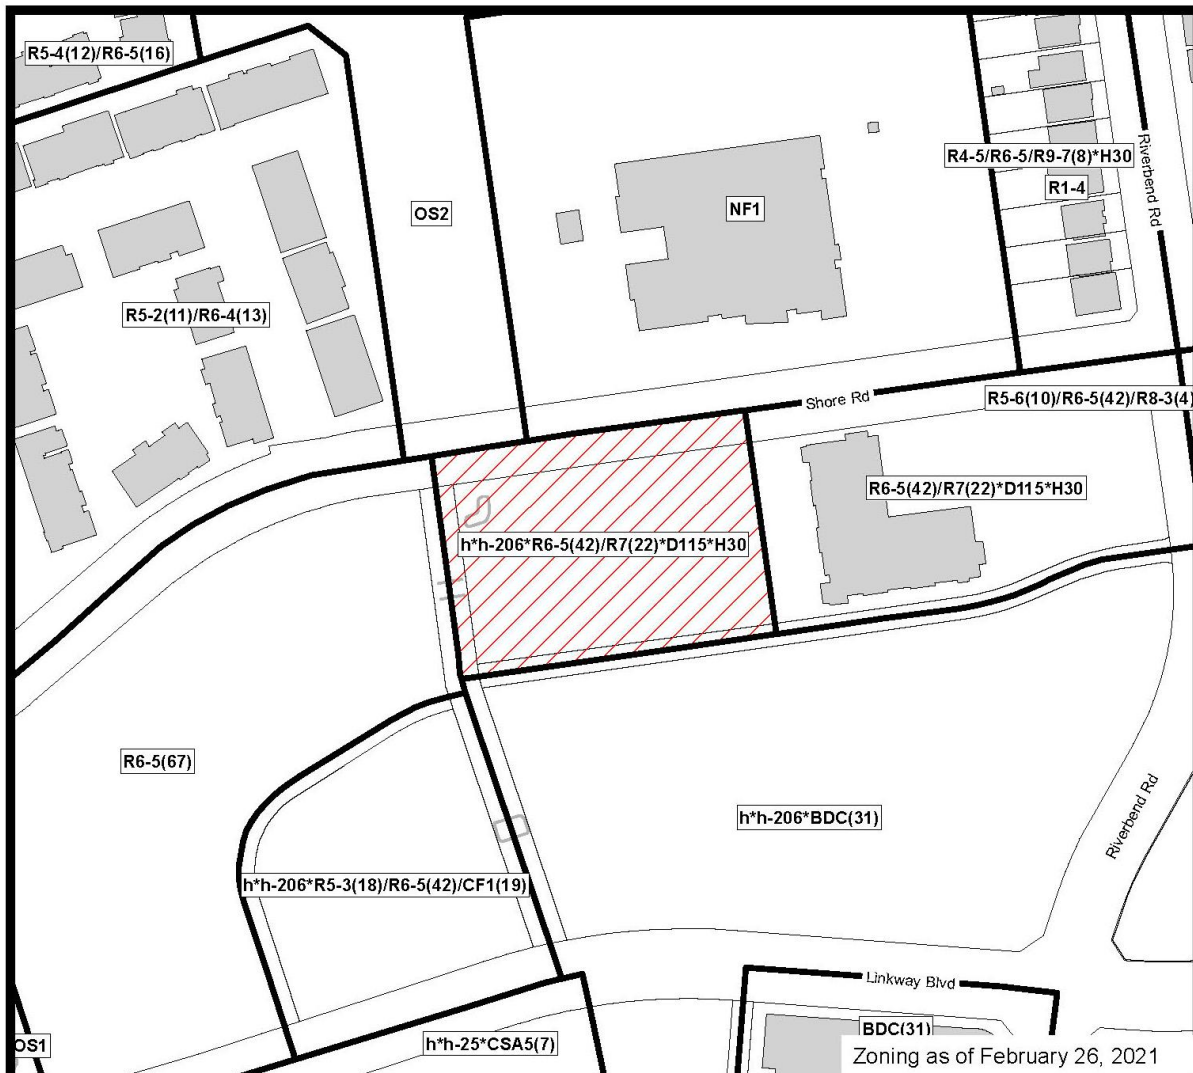 R5-4(12)/R6-5(16)
R4-5/R6-5/R9-7(8)*H30
Riverbend Rd
R1-4
OS2
NF1
R5-2(11)/R6-4(13)
Shore Rd
R5-6(10)/R6-5(42)/R8-3(4)
R6-5(42)/R7(22)*D115*H30
h*h-206*R6-5(42)/R7(22)*D115*H30
R6-5(67)
h*h-206*BDC(31)
Riverbend Rd
h*h-206*R5-3(18)/R6-5(42)/CF1(19)
Linkway Blvd
BDC(31)
OS1
h*h-25*CSA5(7)
Zoning as of February 26, 2021